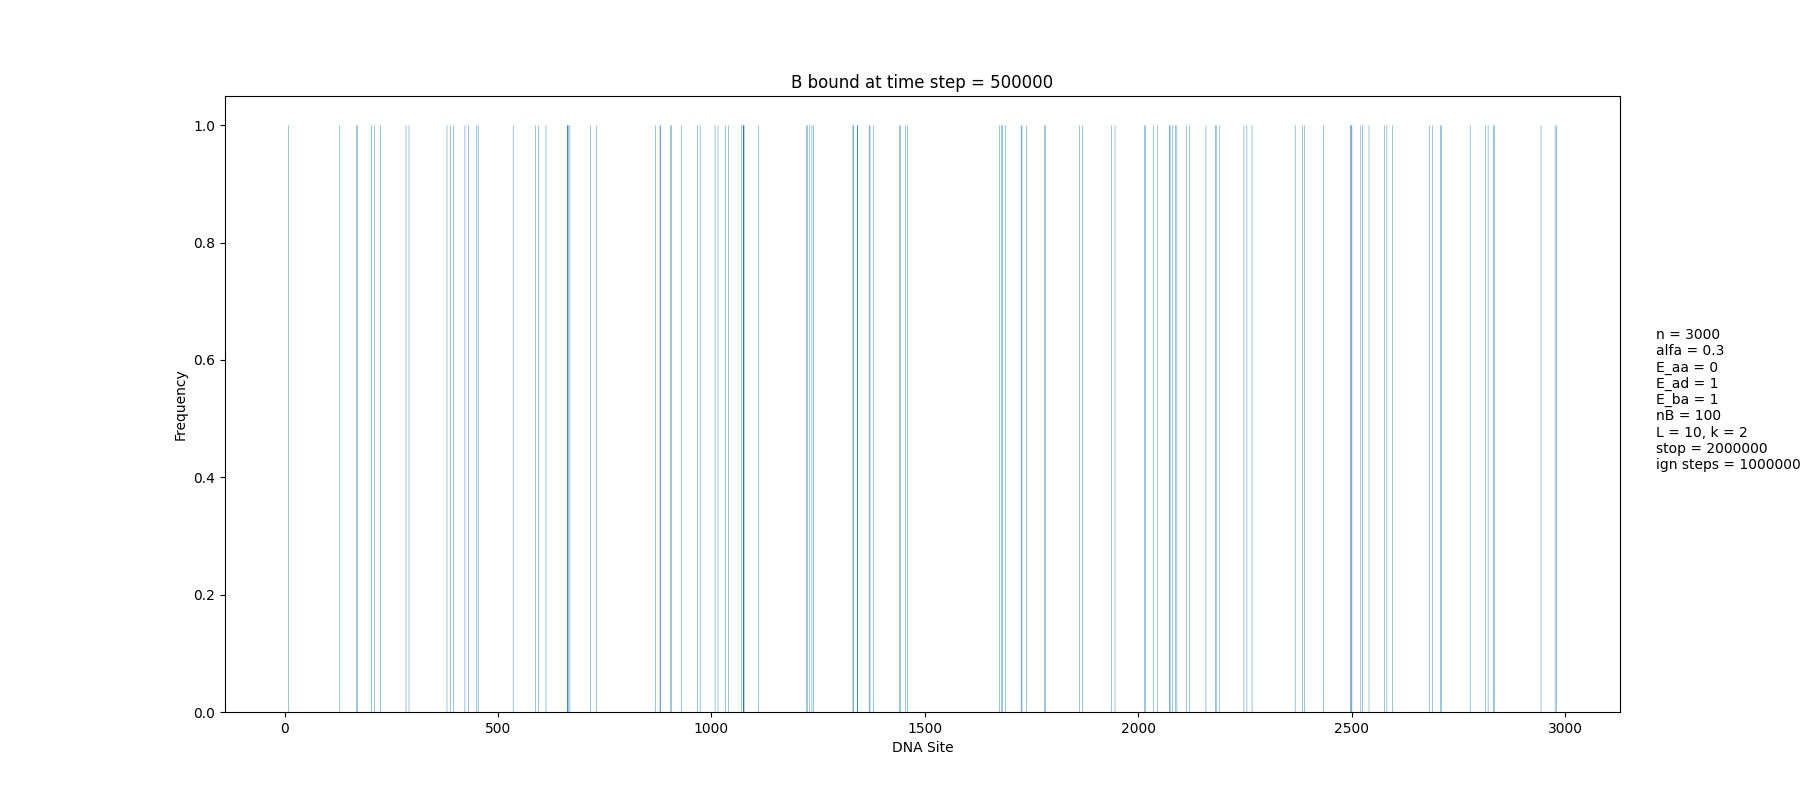 B bound at time step = 500000
1.0
0.8
0.6
0.4
0.2
0.0
Frequency
0 500 1000 1500 2000 2500 3000
DNA Site
n = 3000
alfa = 0.3
E_aa = 0
E_ad = 1
E_ba = 1
nB = 100
L = 10, k = 2
stop = 2000000
ign steps = 1000000